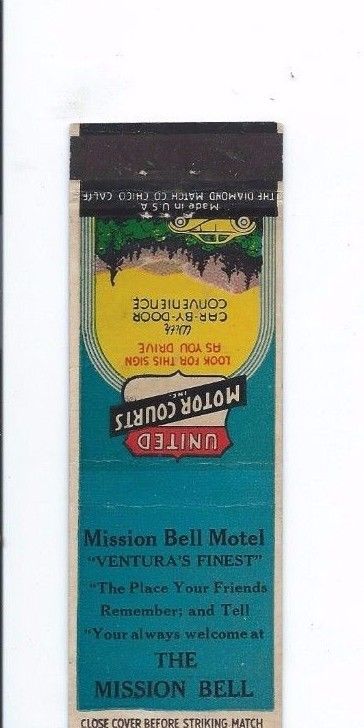 THE DIAMOND MATCH CO CHICO CALIF
Made in U.S.A
CONVENIENCE
CAR-BY-DOOR
With
AS YOU DRIVE
LOOK FOR THIS SIGN
INC.
MOTOR COURTS
UNITED
Mission Bell Motel
"VENTURA'S FINEST"
"The Place Your Friends
Remember; and Tell
"Your always welcome at
THE
MISSION BELL
CLOSE COVER BEFORE STRIKING MATCH